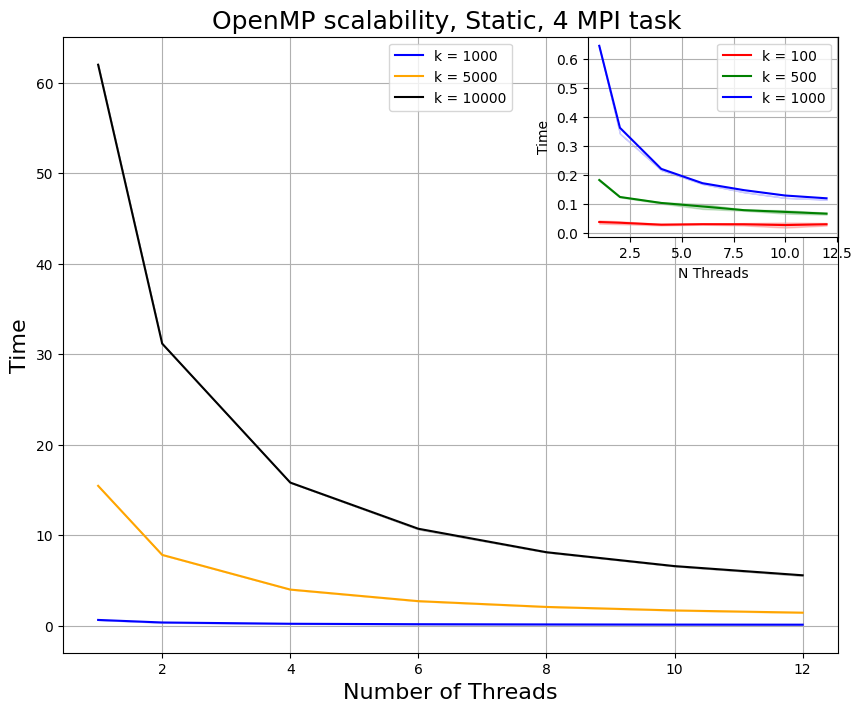 OpenMP scalability, Static, 4 MPI task
k = 1000
k = 5000
k = 10000
k = 100
k = 500
k = 1000
0.6
0.5
0.4
0.3
0.2
0.1
0.0
Time
2.5 5.0 7.5 10.0 12.5
N Threads
60
50
40
30
20
10
0
Time
2 4 6 8 10 12
Number of Threads